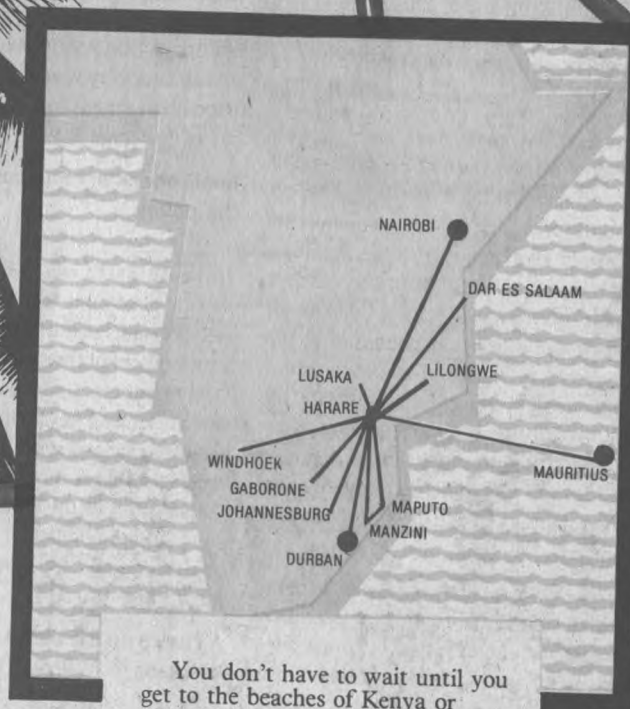 NAIROBI
DAR ES SALAAM
LUSAKA
LILONGWE
HARARE
WINDHOEK
MAURITIUS
GABORONE
JOHANNESBURG
MAPUTO
MANZINI
DURBAN
You don't have to wait until you
get to the beaches of Kenya or